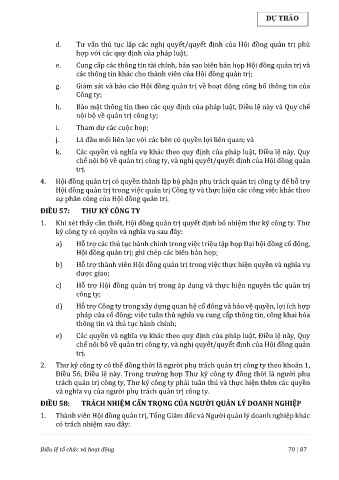 DỰ THẢO
d. Tư vấn thủ tục lập các nghị quyết/quyết định của Hội đồng quản trị phù
hợp với các quy định của pháp luật;
e. Cung cấp các thông tin tài chính, bản sao biên bản họp Hội đồng quản trị và
các thông tin khác cho thành viên của Hội đồng quản trị;
g. Giám sát và báo cáo Hội đồng quản trị về hoạt động công bố thông tin của
Công ty;
h. Bảo mật thông tin theo các quy định của pháp luật, Điều lệ này và Quy chế
nội bộ về quản trị công ty;
i. Tham dự các cuộc họp;
j. Là đầu mối liên lạc với các bên có quyền lợi liên quan; và
k. Các quyền và nghĩa vụ khác theo quy định của pháp luật, Điều lệ này, Quy
chế nội bộ về quản trị công ty, và nghị quyết/quyết định của Hội đồng quản
trị.
4. Hội đồng quản trị có quyền thành lập bộ phận phụ trách quản trị công ty để hỗ trợ
Hội đồng quản trị trong việc quản trị Công ty và thực hiện các công việc khác theo
sự phân công của Hội đồng quản trị.
ĐIỀU 57: THƯ KÝ CÔNG TY
1. Khi xét thấy cần thiết, Hội đồng quản trị quyết định bổ nhiệm thư ký công ty. Thư
ký công ty có quyền và nghĩa vụ sau đây:
a) Hỗ trợ các thủ tục hành chính trong việc triệu tập họp Đại hội cổ đông,
Hội đồng quản trị; ghi chép các biên bản họp;
b) Hỗ trợ thành viên Hội đồng quản trị trong việc thực hiện quyền và nghĩa vụ
được giao;
c) Hỗ trợ Hội đồng quản trị trong áp dụng và thực hiện nguyên tắc quản trị
công ty;
d) Hỗ trợ Công ty trong xây dựng quan hệ cổ đông và bảo vệ quyền, lợi ích hợp
pháp của cổ đông; việc tuân thủ nghĩa vụ cung cấp thông tin, công khai hóa
thông tin và thủ tục hành chính;
e) Các quyền và nghĩa vụ khác theo quy định của pháp luật, Điều lệ này, Quy
chế nội bộ về quản trị công ty, và nghị quyết/quyết định của Hội đồng quản
trị.
2. Thư ký công ty có thể đồng thời là người phụ trách quản trị công ty theo khoản 1,
Điều 56, Điều lệ này. Trong trường hợp Thư ký công ty đồng thời là người phụ
trách quản trị công ty, Thư ký công ty phải tuân thủ và thực hiện thêm các quyền
và nghĩa vụ của người phụ trách quản trị công ty.
ĐIỀU 58: TRÁCH NHIỆM CẨN TRỌNG CỦA NGƯỜI QUẢN LÝ DOANH NGHIỆP
1. Thành viên Hội đồng quản trị, Tổng Giám đốc và Người quản lý doanh nghiệp khác
có trách nhiệm sau đây:
Điều lệ tổ chức và hoạt động 70 | 87